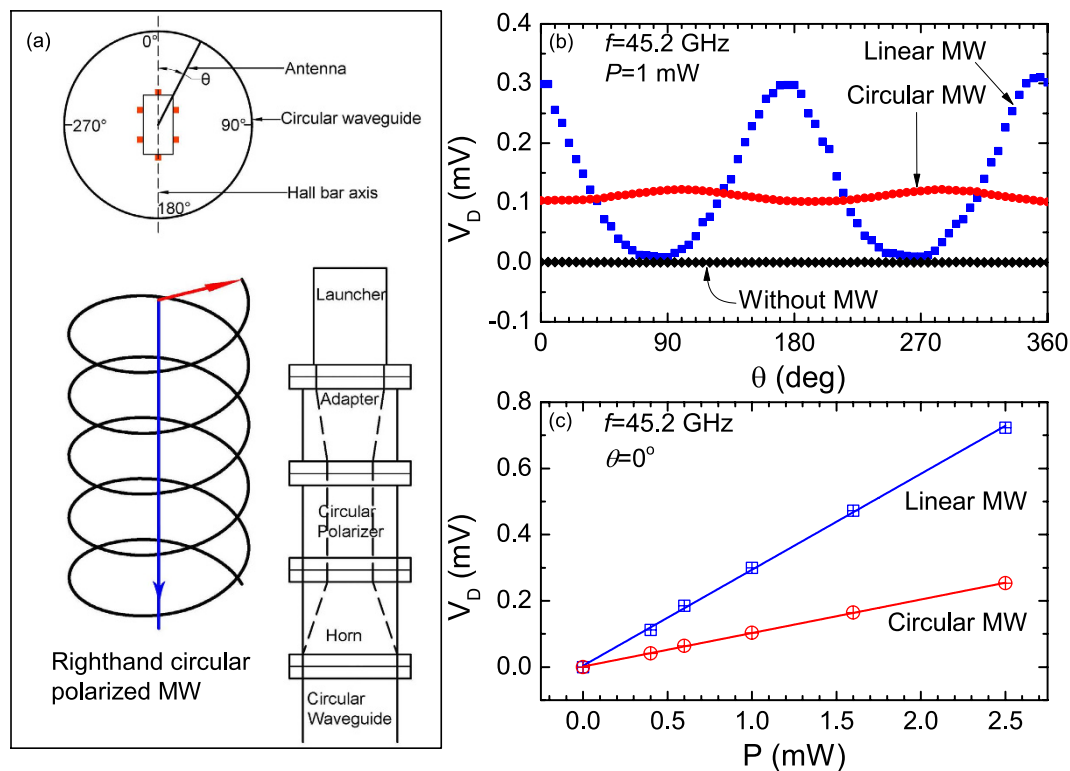 (a)
0°
θ
Antenna
270°
90°
Circular waveguide
Hall bar axis
180°
Launcher
Adapter
Circular
Polarizer
Horn
Circular
Waveguide
Righthand circular
polarized MW
(b)
f=45.2 GHz
P=1 mW
Linear MW
Circular MW
Without MW
0.4
0.3
0.2
0.1
0.0
-0.1
V_D (mV)
0
90
180
270
360
θ (deg)
(c)
f=45.2 GHz
θ=0°
Linear MW
Circular MW
0.8
0.6
0.4
0.2
0.0
V_D (mV)
0.0
0.5
1.0
1.5
2.0
2.5
P (mW)